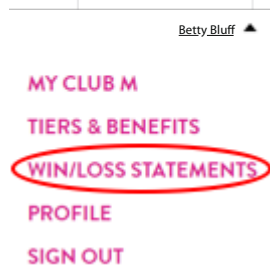 Betty Bluff
MY CLUB M
TIERS & BENEFITS
WIN/LOSS STATEMENTS
PROFILE
SIGN OUT